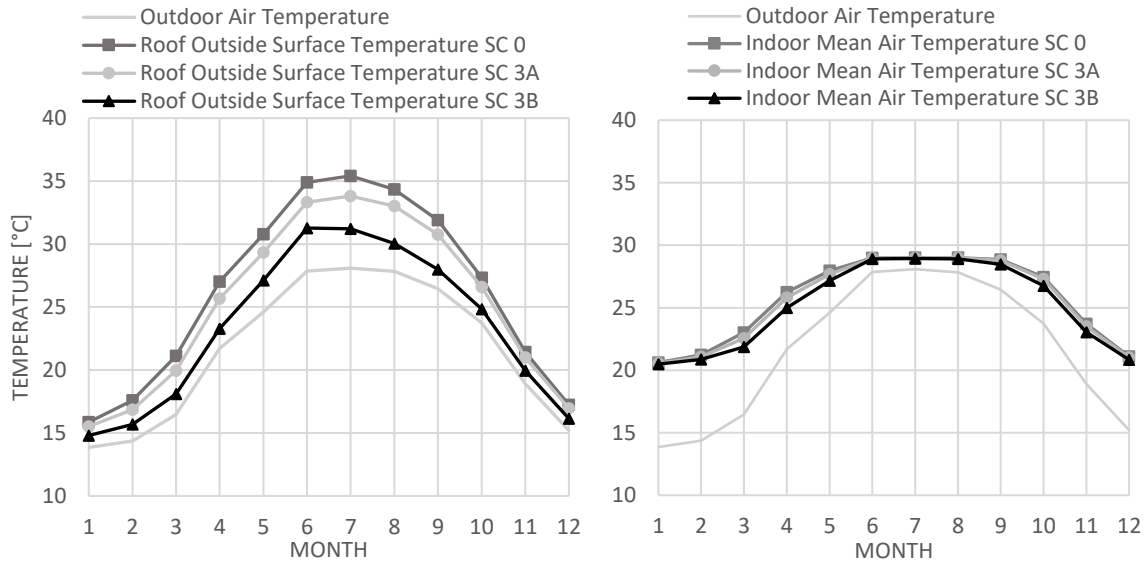 Outdoor Air Temperature
Roof Outside Surface Temperature SC 0
Roof Outside Surface Temperature SC 3A
Roof Outside Surface Temperature SC 3B
40
35
30
25
20
15
10
TEMPERATURE [°C]
1 2 3 4 5 6 7 8 9 10 11 12
MONTH
Outdoor Air Temperature
Indoor Mean Air Temperature SC 0
Indoor Mean Air Temperature SC 3A
Indoor Mean Air Temperature SC 3B
40
35
30
25
20
15
10
1 2 3 4 5 6 7 8 9 10 11 12
MONTH